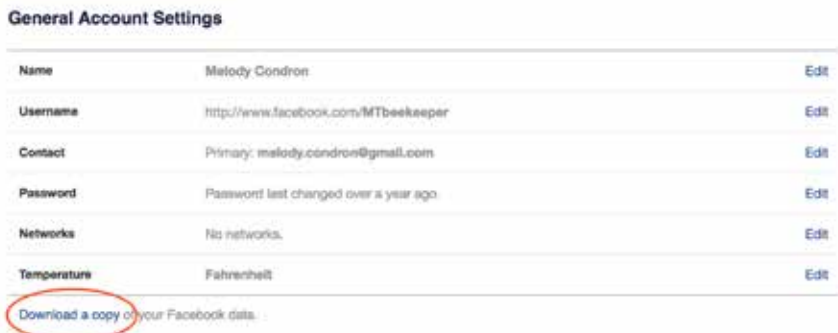 General Account Settings
Name Melody Condron Edit
Username http://www.facebook.com/MTbeekeeper Edit
Contact Primary: melody.condron@gmail.com Edit
Password Password last changed over a year ago Edit
Networks No networks. Edit
Temperature Fahrenheit Edit
Download a copy of your Facebook data.